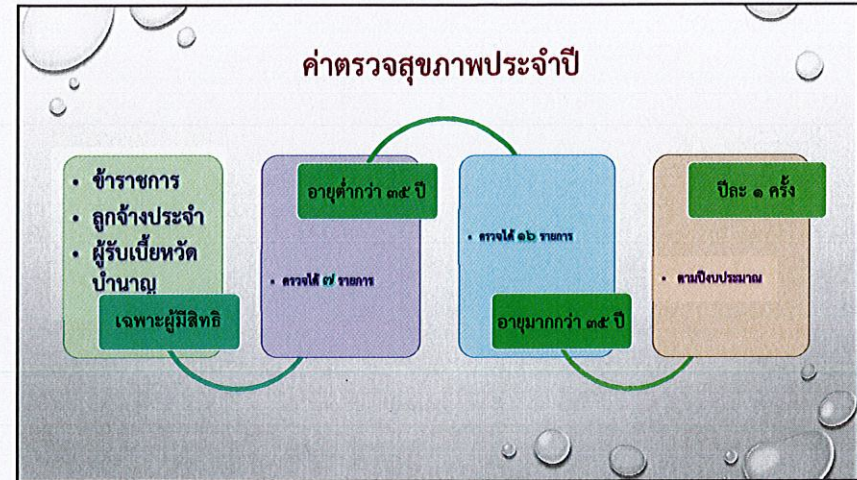 ค่าตรวจสุขภาพประจำปี
• ข้าราชการ
• ลูกจ้างประจำ
• ผู้รับเบี้ยหวัด
บำนาญ
เฉพาะผู้มีสิทธิ
อายุต่ำกว่า ๓๕ ปี
• ตรวจได้ ๗ รายการ
• ตรวจได้ ๑๖ รายการ
อายุมากกว่า ๓๕ ปี
ปีละ ๑ ครั้ง
• ตามปีงบประมาณ